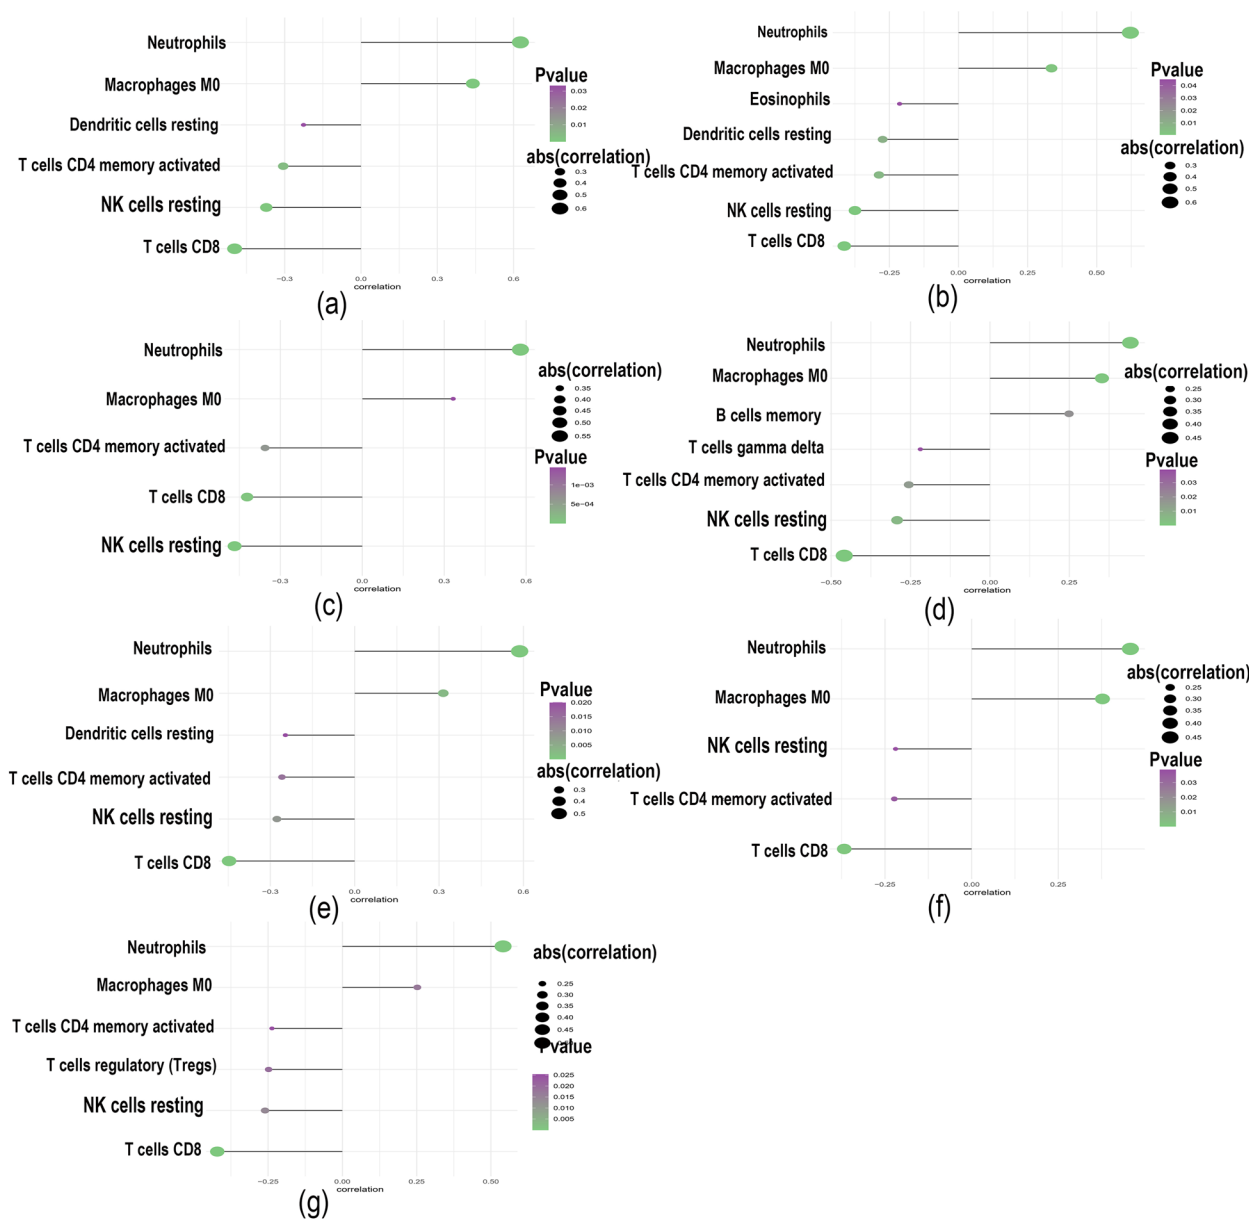 Neutrophils
Macrophages M0
Dendritic cells resting
T cells CD4 memory activated
NK cells resting
T cells CD8
−0.3 0.0 0.3 0.6
correlation
Pvalue
0.03
0.02
0.01
abs(correlation)
0.3
0.4
0.5
0.6
(a)
Neutrophils
Macrophages M0
Eosinophils
Dendritic cells resting
T cells CD4 memory activated
NK cells resting
T cells CD8
−0.25 0.00 0.25 0.50
correlation
Pvalue
0.04
0.03
0.02
0.01
abs(correlation)
0.3
0.4
0.5
0.6
(b)
Neutrophils
Macrophages M0
T cells CD4 memory activated
T cells CD8
NK cells resting
−0.3 0.0 0.3 0.6
correlation
abs(correlation)
0.35
0.40
0.45
0.50
0.55
Pvalue
1e−03
5e−04
(c)
Neutrophils
Macrophages M0
B cells memory
T cells gamma delta
T cells CD4 memory activated
NK cells resting
T cells CD8
−0.50 −0.25 0.00 0.25
correlation
abs(correlation)
0.25
0.30
0.35
0.40
0.45
Pvalue
0.03
0.02
0.01
(d)
Neutrophils
Macrophages M0
Dendritic cells resting
T cells CD4 memory activated
NK cells resting
T cells CD8
−0.3 0.0 0.3 0.6
correlation
Pvalue
0.020
0.015
0.010
0.005
abs(correlation)
0.3
0.4
0.5
(e)
Neutrophils
Macrophages M0
NK cells resting
T cells CD4 memory activated
T cells CD8
−0.25 0.00 0.25
correlation
abs(correlation)
0.25
0.30
0.35
0.40
0.45
Pvalue
0.03
0.02
0.01
(f)
Neutrophils
Macrophages M0
T cells CD4 memory activated
T cells regulatory (Tregs)
NK cells resting
T cells CD8
−0.25 0.00 0.25 0.50
correlation
abs(correlation)
0.25
0.30
0.35
0.40
0.45
Pvalue
0.025
0.020
0.015
0.010
0.005
(g)